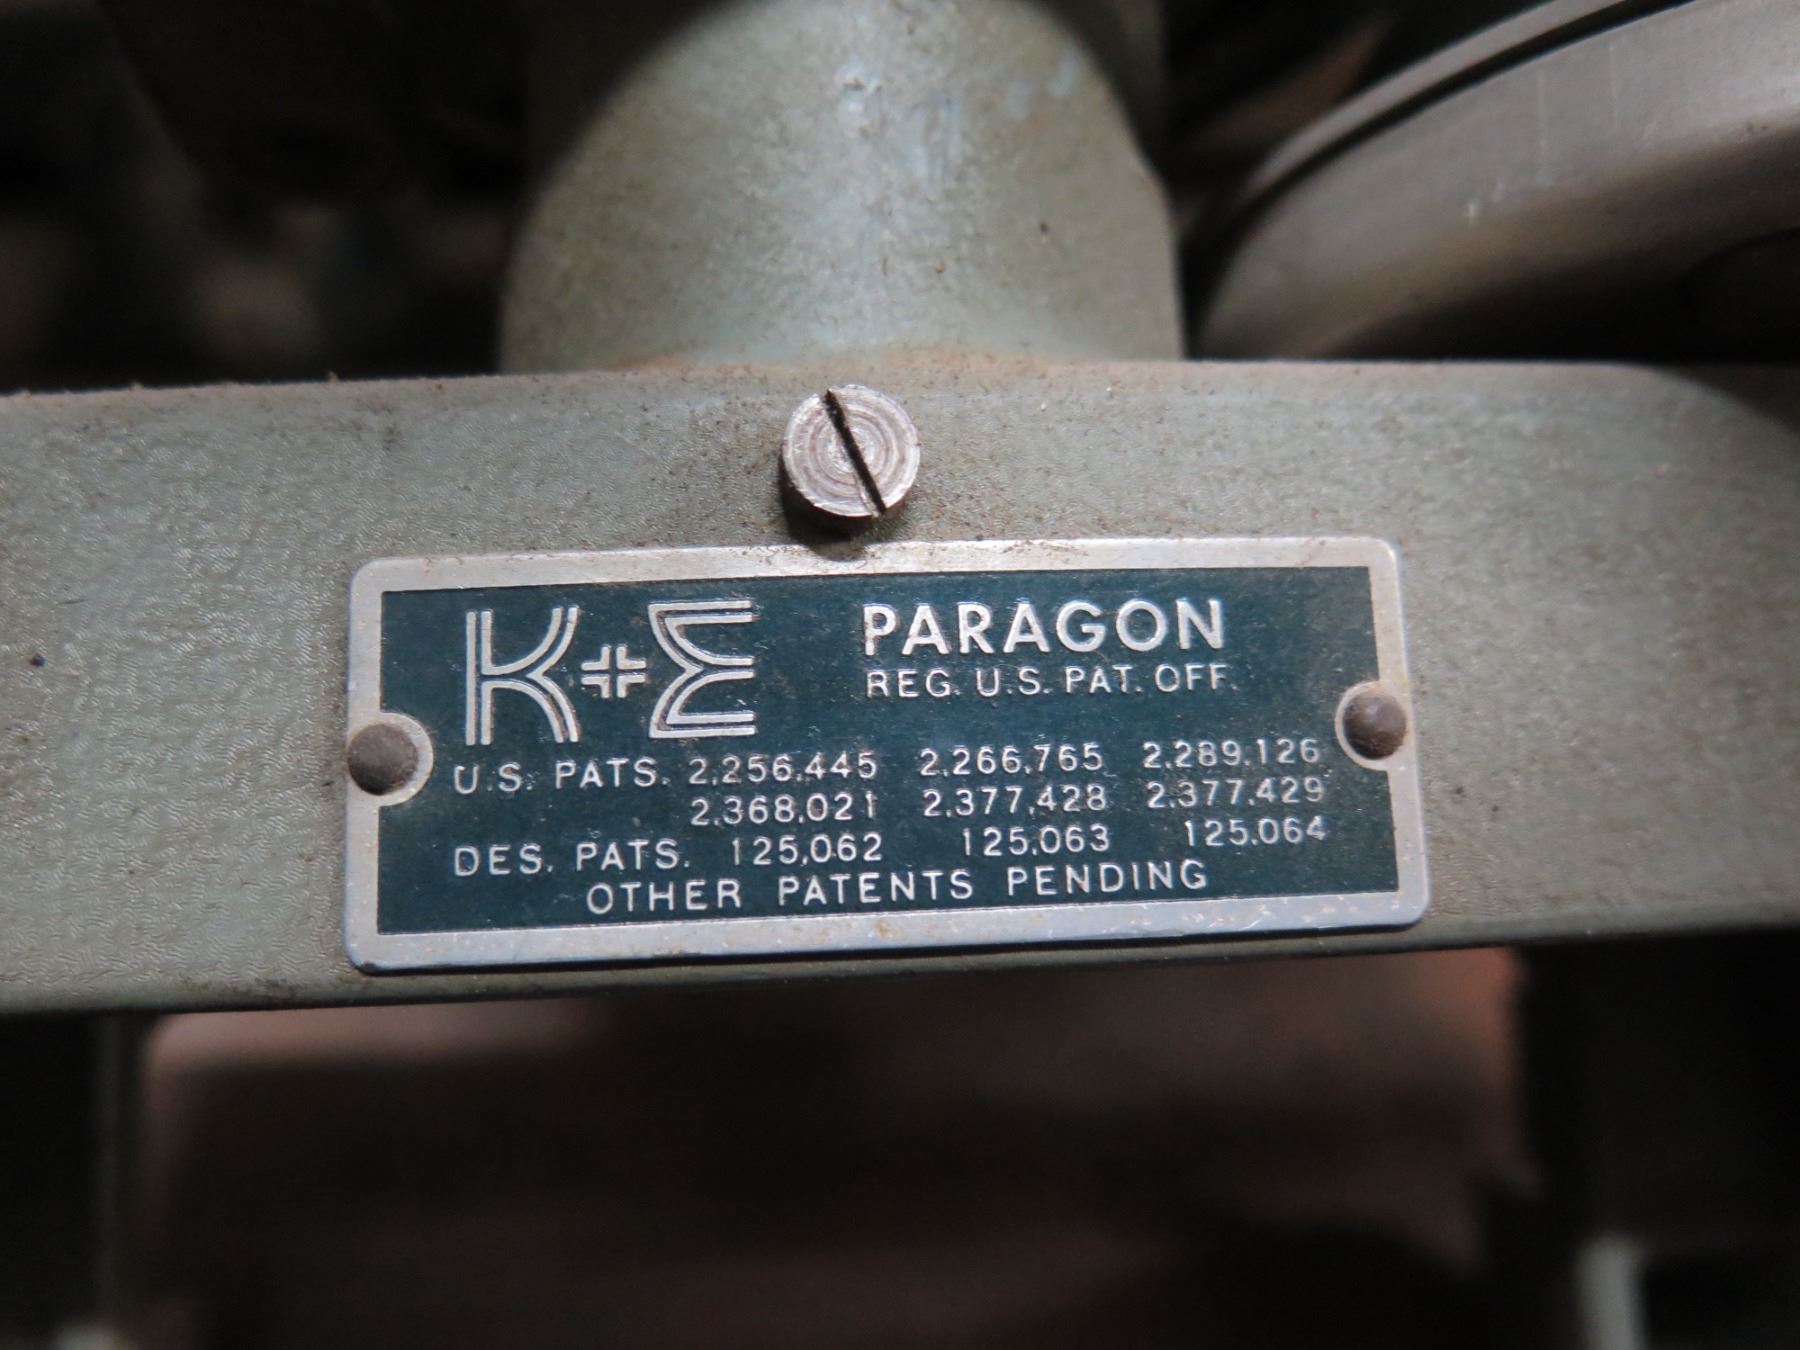 K+E PARAGON
REG. U.S. PAT. OFF.
U.S. PATS. 2,256,445 2,266,765 2,289,126
2,368,021 2,377,428 2,377,429
DES. PATS. 125,062 125,063 125,064
OTHER PATENTS PENDING